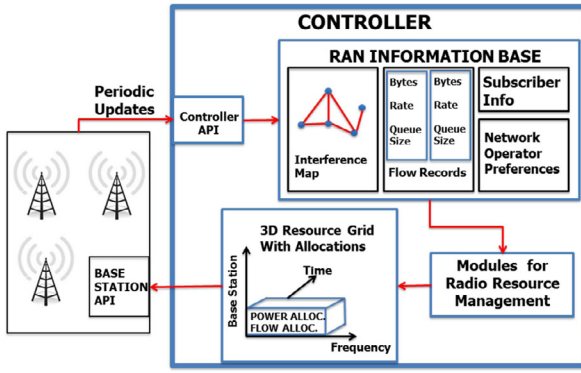 CONTROLLER
RAN INFORMATION BASE
Periodic
Updates
Controller
API
Interference
Map
Bytes
Rate
Queue
Size
Bytes
Rate
Queue
Size
Flow Records
Subscriber
Info
Network
Operator
Preferences
BASE
STATION
API
3D Resource Grid
With Allocations
Time
Base Station
POWER ALLOC.
FLOW ALLOC.
Frequency
Modules for
Radio Resource
Management